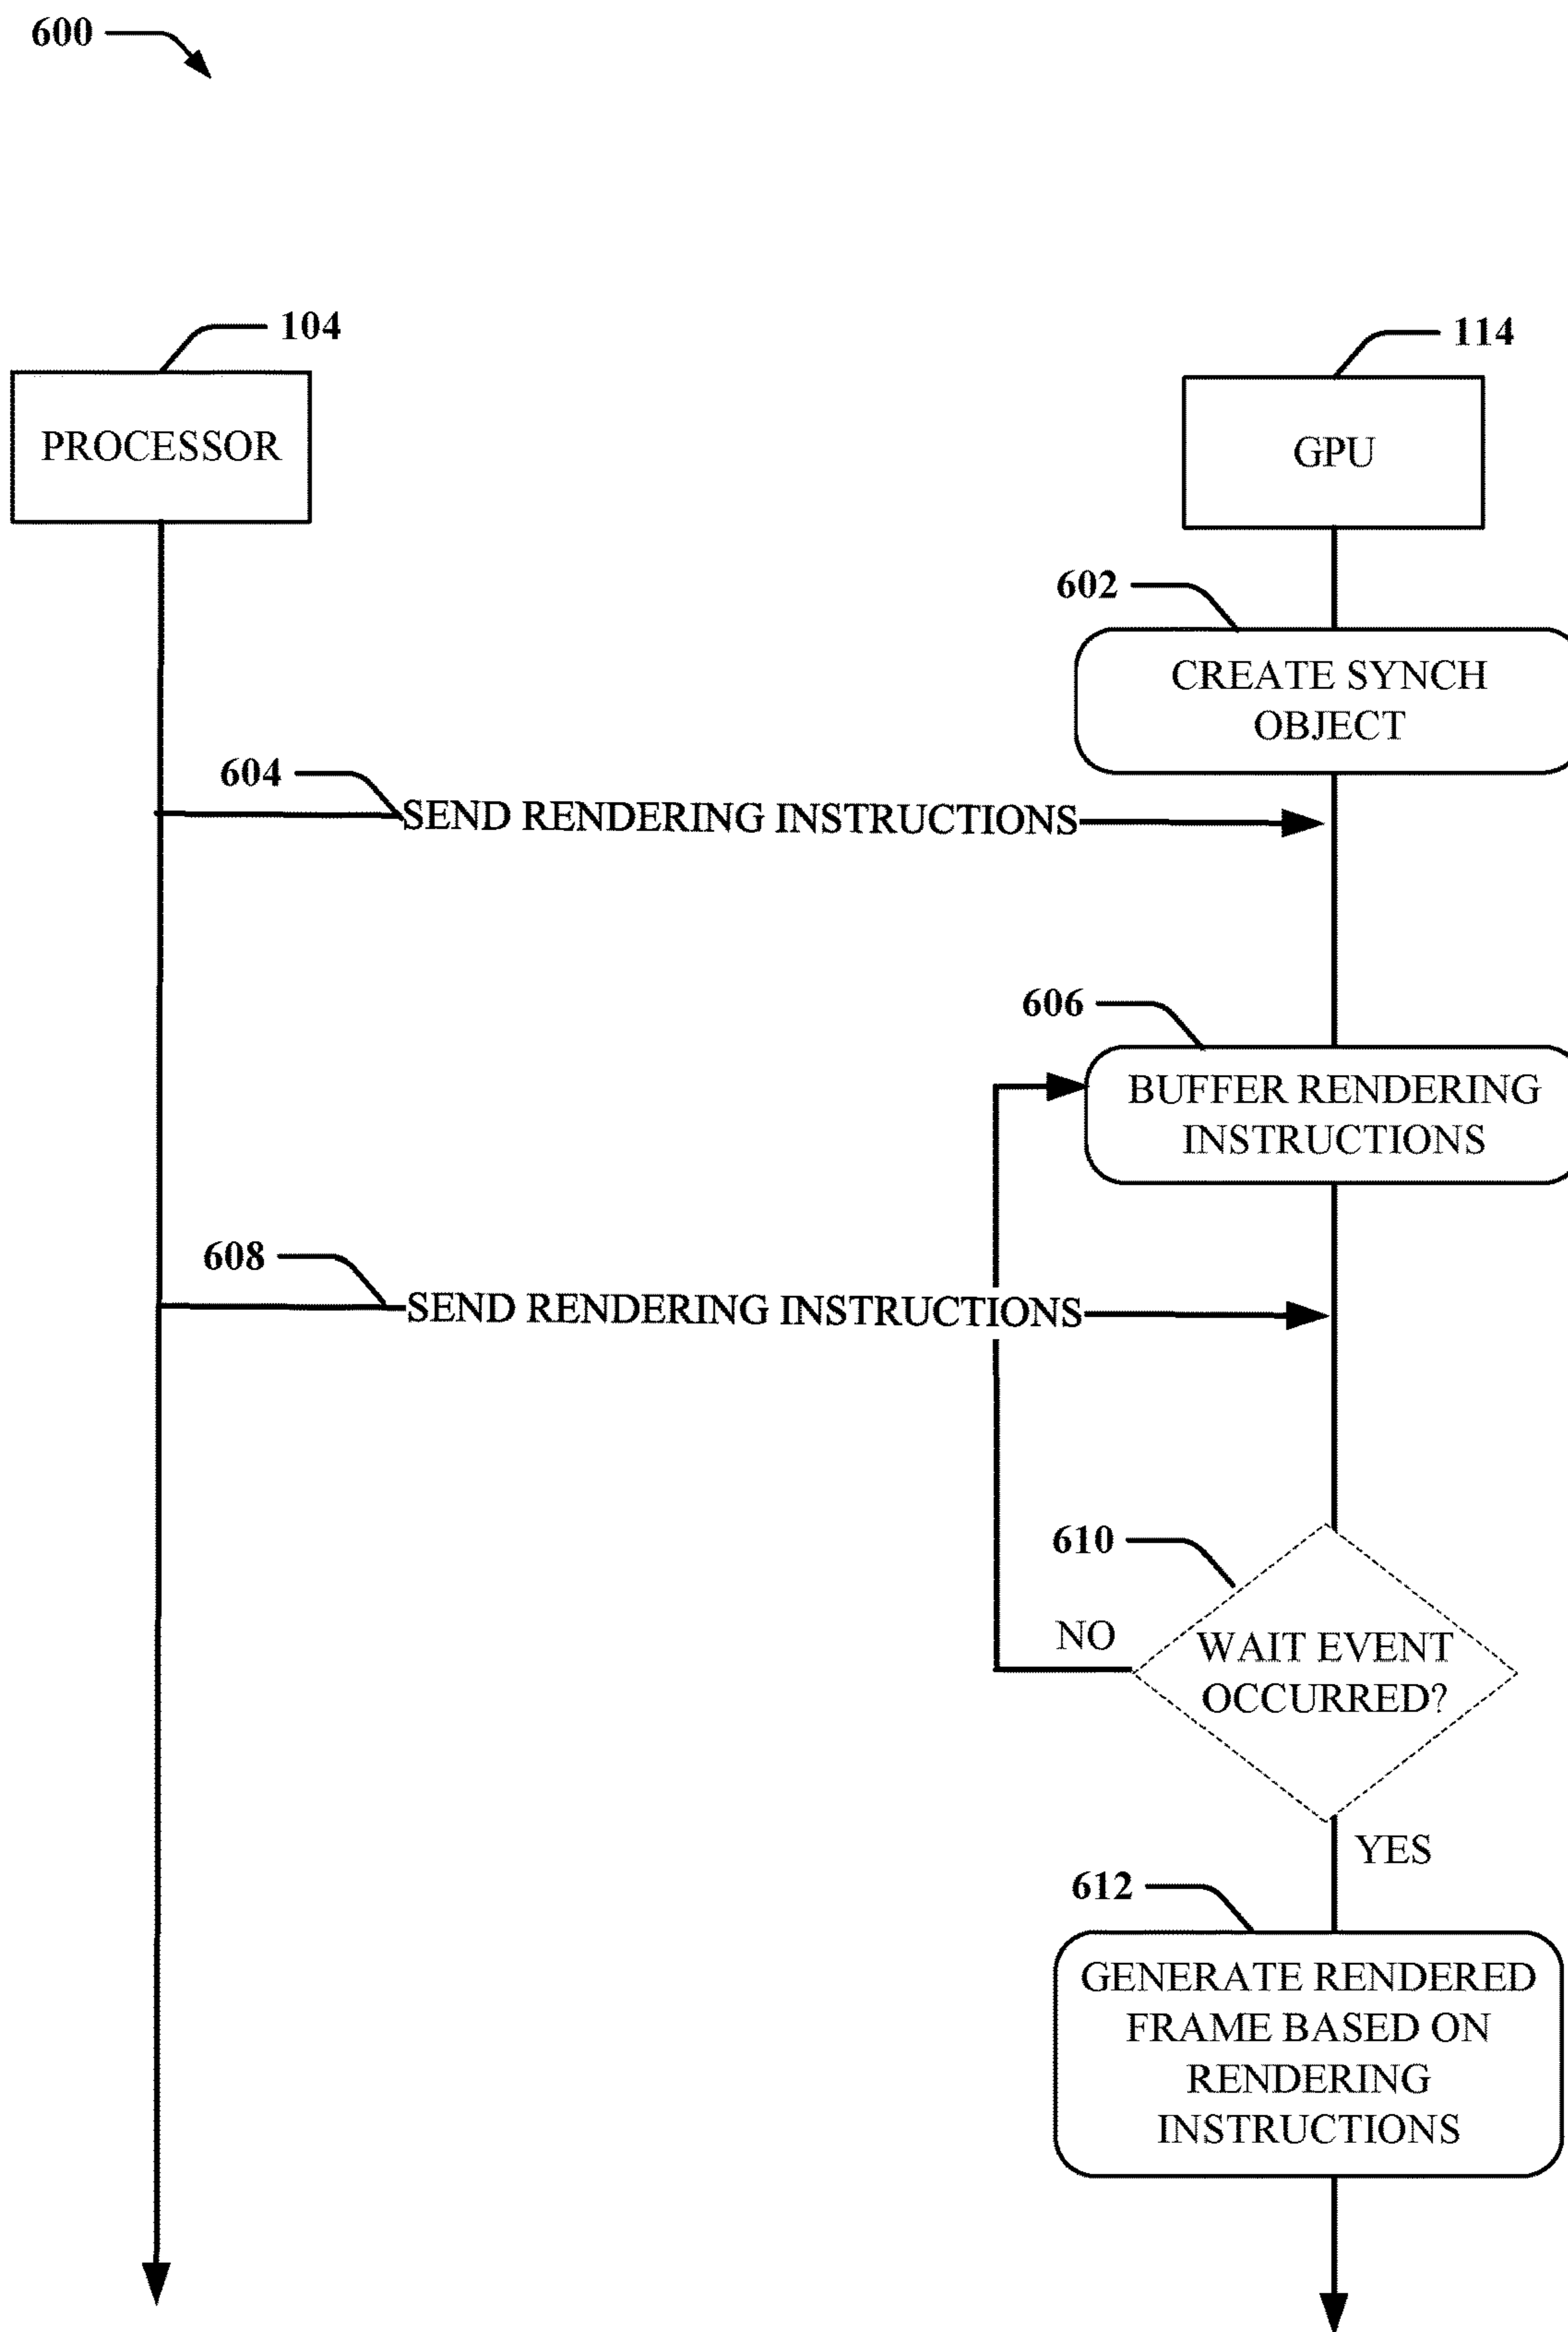 600
104
114
PROCESSOR
GPU
602
CREATE SYNCH
OBJECT
604
SEND RENDERING INSTRUCTIONS
606
BUFFER RENDERING
INSTRUCTIONS
608
SEND RENDERING INSTRUCTIONS
610
NO
WAIT EVENT
OCCURRED?
YES
612
GENERATE RENDERED
FRAME BASED ON
RENDERING
INSTRUCTIONS